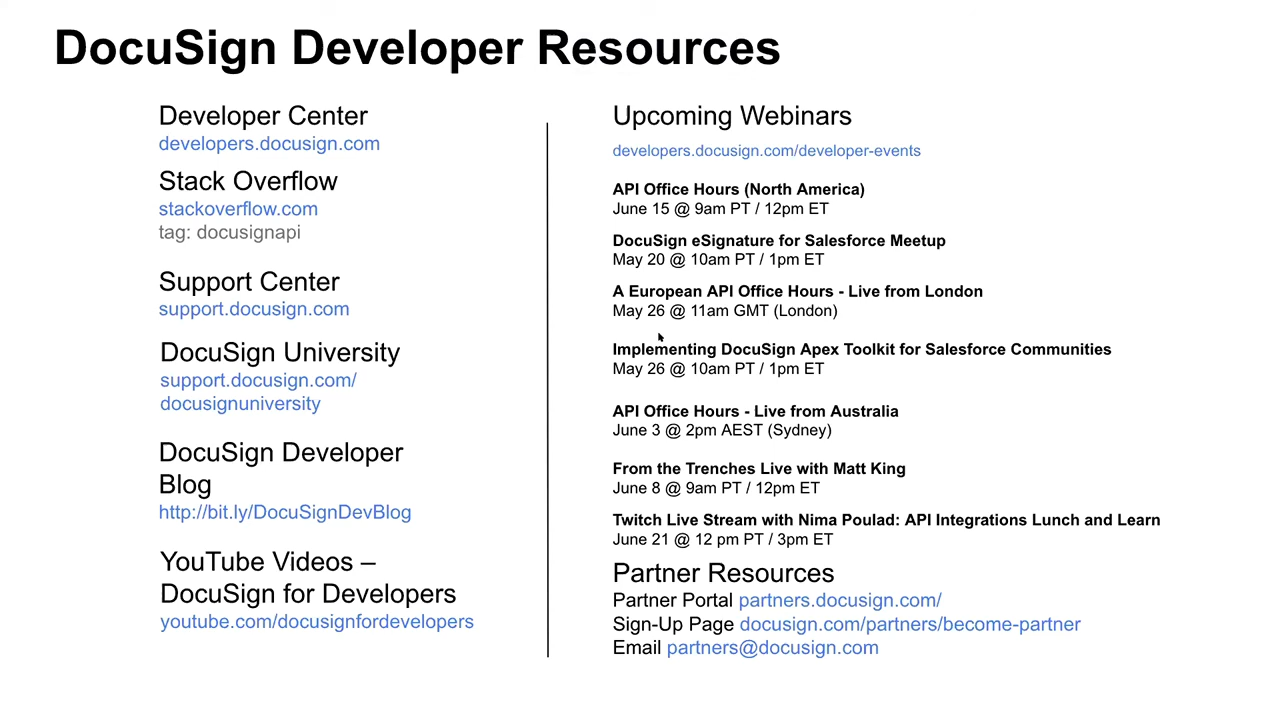 DocuSign Developer Resources
Developer Center
developers.docusign.com
Stack Overflow
stackoverflow.com
tag: docusignapi
Support Center
support.docusign.com
DocuSign University
support.docusign.com/
docusignuniversity
DocuSign Developer
Blog
http://bit.ly/DocuSignDevBlog
YouTube Videos –
DocuSign for Developers
youtube.com/docusignfordevelopers
Upcoming Webinars
developers.docusign.com/developer-events
API Office Hours (North America)
June 15 @ 9am PT / 12pm ET
DocuSign eSignature for Salesforce Meetup
May 20 @ 10am PT / 1pm ET
A European API Office Hours - Live from London
May 26 @ 11am GMT (London)
Implementing DocuSign Apex Toolkit for Salesforce Communities
May 26 @ 10am PT / 1pm ET
API Office Hours - Live from Australia
June 3 @ 2pm AEST (Sydney)
From the Trenches Live with Matt King
June 8 @ 9am PT / 12pm ET
Twitch Live Stream with Nima Poulad: API Integrations Lunch and Learn
June 21 @ 12 pm PT / 3pm ET
Partner Resources
Partner Portal partners.docusign.com/
Sign-Up Page docusign.com/partners/become-partner
Email partners@docusign.com